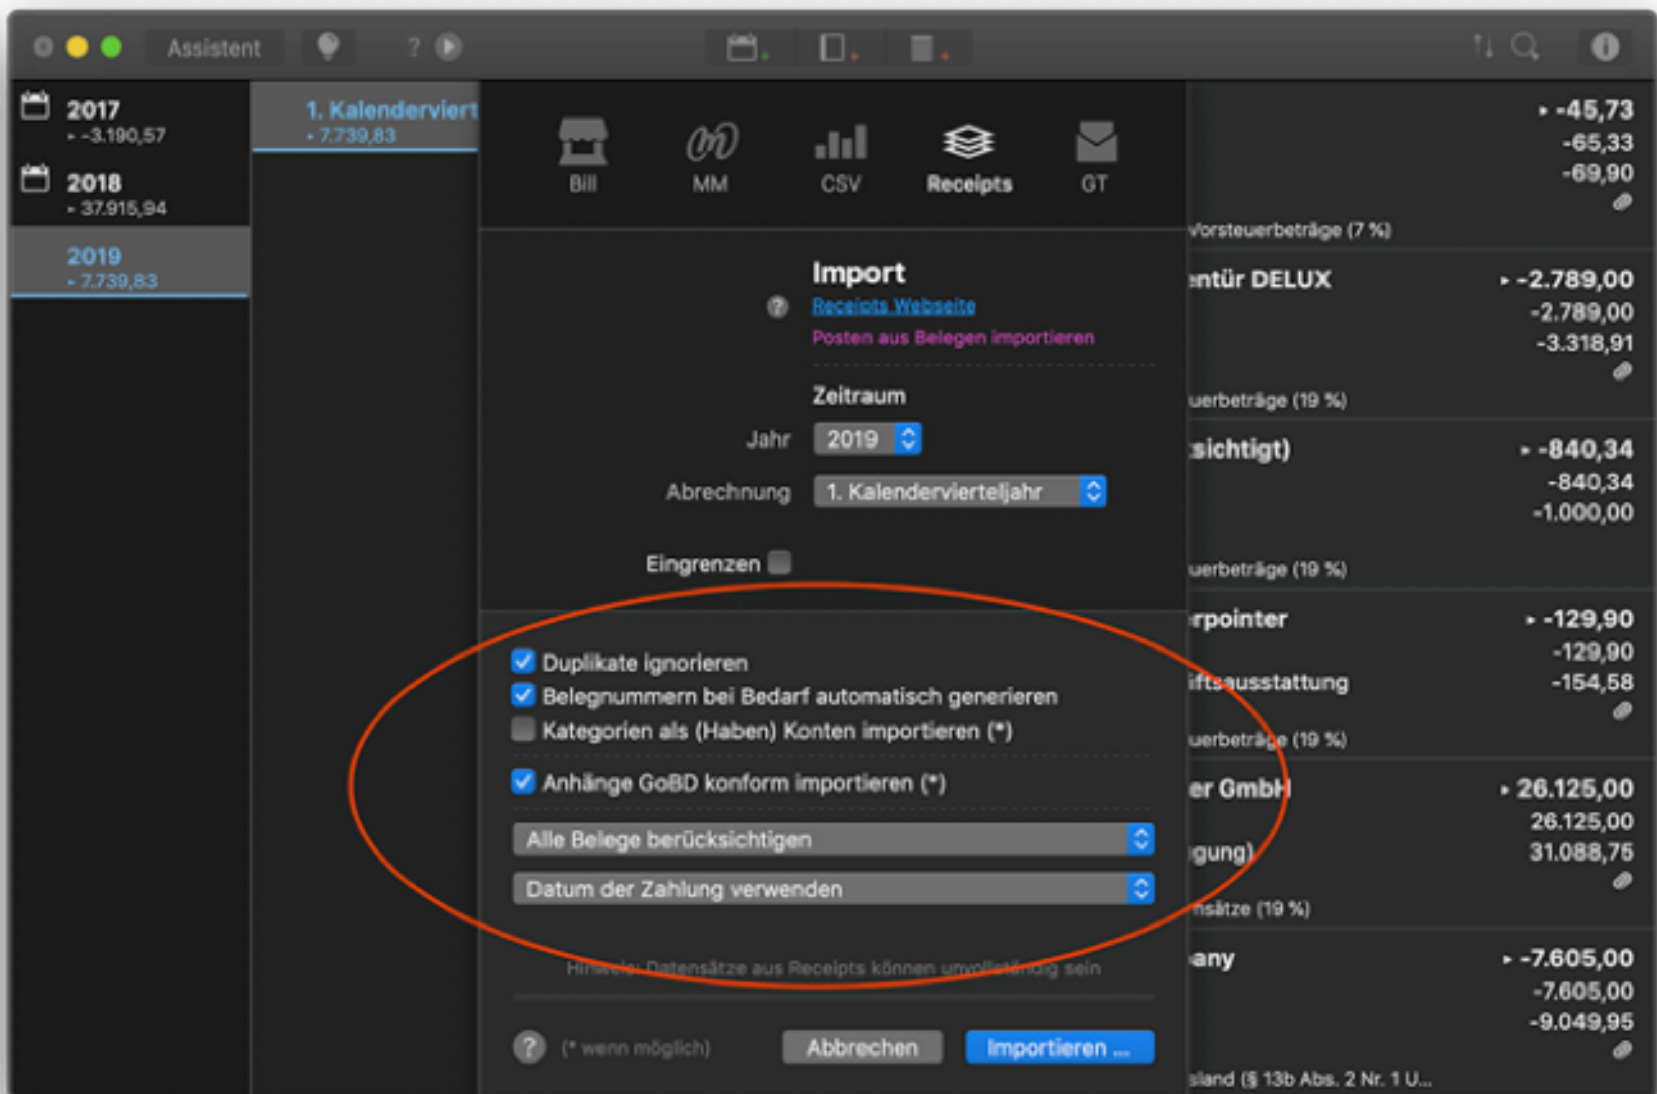 Assistent
?
2017
-3.190,57
2018
37.915,94
2019
7.739,83
1. Kalenderviert
7.739,83
Bill
MM
CSV
Receipts
GT
Import
? Receipts Webseite
Posten aus Belegen importieren
Zeitraum
Jahr 2019
Abrechnung 1. Kalendervierteljahr
Eingrenzen
Duplikate ignorieren
Belegnummern bei Bedarf automatisch generieren
Kategorien als (Haben) Konten importieren (*)
Anhänge GoBD konform importieren (*)
Alle Belege berücksichtigen
Datum der Zahlung verwenden
Hinweis: Datensätze aus Receipts können unvollständig sein
? (* wenn möglich) Abbrechen Importieren ...
-45,73
-65,33
-69,90
Vorsteuerbeträge (7 %)
entür DELUX -2.789,00
-2.789,00
-3.318,91
uerbeträge (19 %)
sichtigt) -840,34
-840,34
-1.000,00
uerbeträge (19 %)
rpointer -129,90
-129,90
iftsausstattung -154,58
uerbeträge (19 %)
er GmbH 26.125,00
26.125,00
gung) 31.088,75
nsätze (19 %)
any -7.605,00
-7.605,00
-9.049,95
sland (§ 13b Abs. 2 Nr. 1 U...